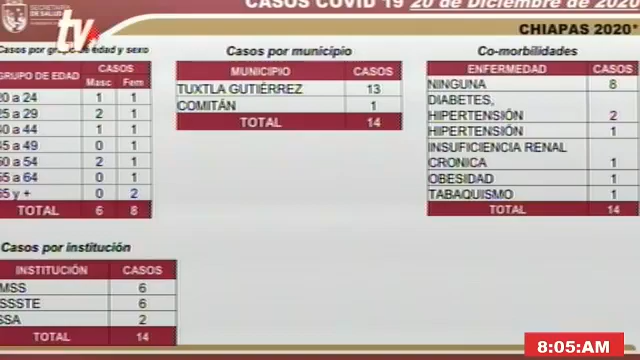 SECRETARÍA
DE SALUD
tv
CASOS COVID 19 20 de Diciembre de 2020
CHIAPAS 2020*
Casos por grupo de edad y sexo
GRUPO DE EDAD CASOS
Masc Fem
20 a 24 1 1
25 a 29 2 1
40 a 44 1 1
45 a 49 0 1
50 a 54 2 1
55 a 64 0 1
65 y + 0 2
TOTAL 6 8
Casos por municipio
MUNICIPIO CASOS
TUXTLA GUTIÉRREZ 13
COMITÁN 1
TOTAL 14
Co-morbilidades
ENFERMEDAD CASOS
NINGUNA 8
DIABETES,
HIPERTENSIÓN 2
HIPERTENSIÓN 1
INSUFICIENCIA RENAL
CRONICA 1
OBESIDAD 1
TABAQUISMO 1
TOTAL 14
Casos por institución
INSTITUCIÓN CASOS
IMSS 6
ISSSTE 6
SSA 2
TOTAL 14
8:05:AM